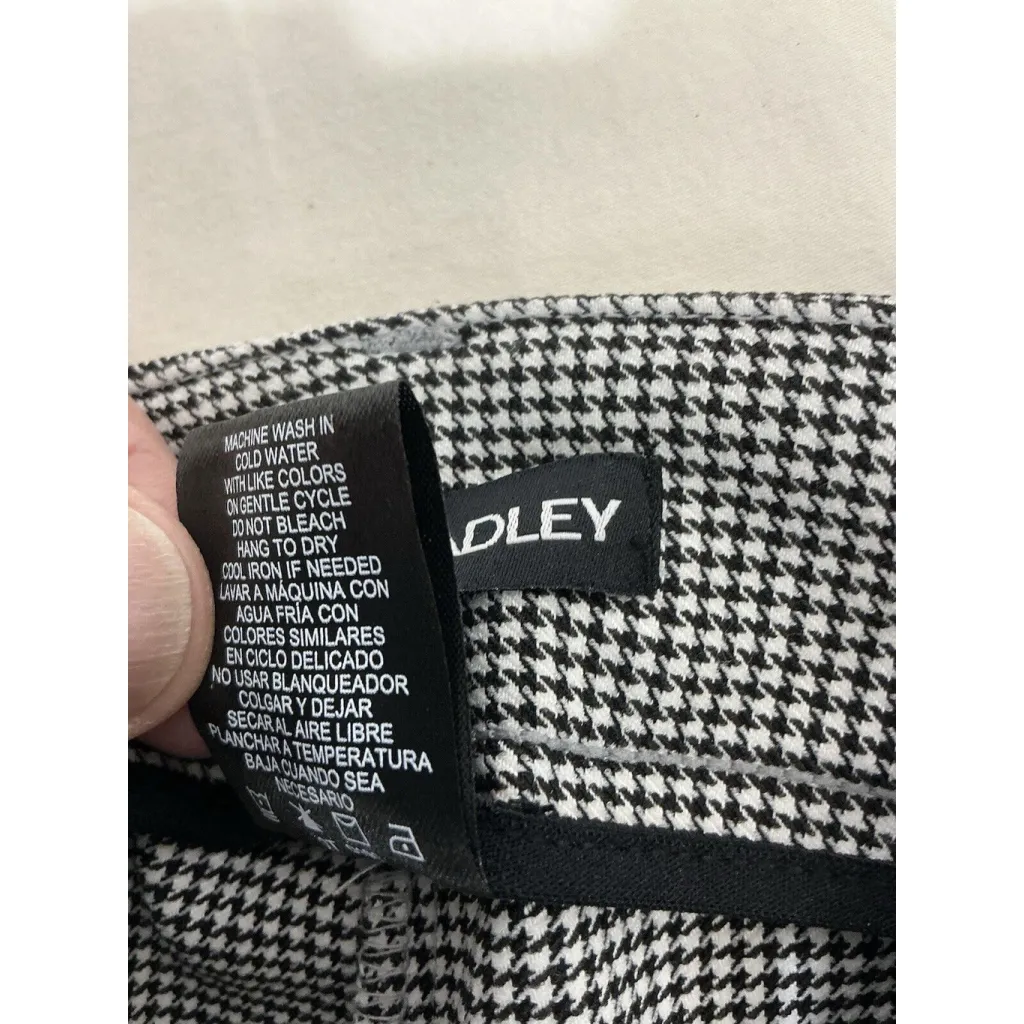 MACHINE WASH IN
COLD WATER
WITH LIKE COLORS
ON GENTLE CYCLE
DO NOT BLEACH
HANG TO DRY
COOL IRON IF NEEDED
LAVAR A MÁQUINA CON
AGUA FRÍA CON
COLORES SIMILARES
EN CICLO DELICADO
NO USAR BLANQUEADOR
COLGAR Y DEJAR
SECAR AL AIRE LIBRE
PLANCHAR A TEMPERATURA
BAJA CUANDO SEA
NECESARIO
ADLEY